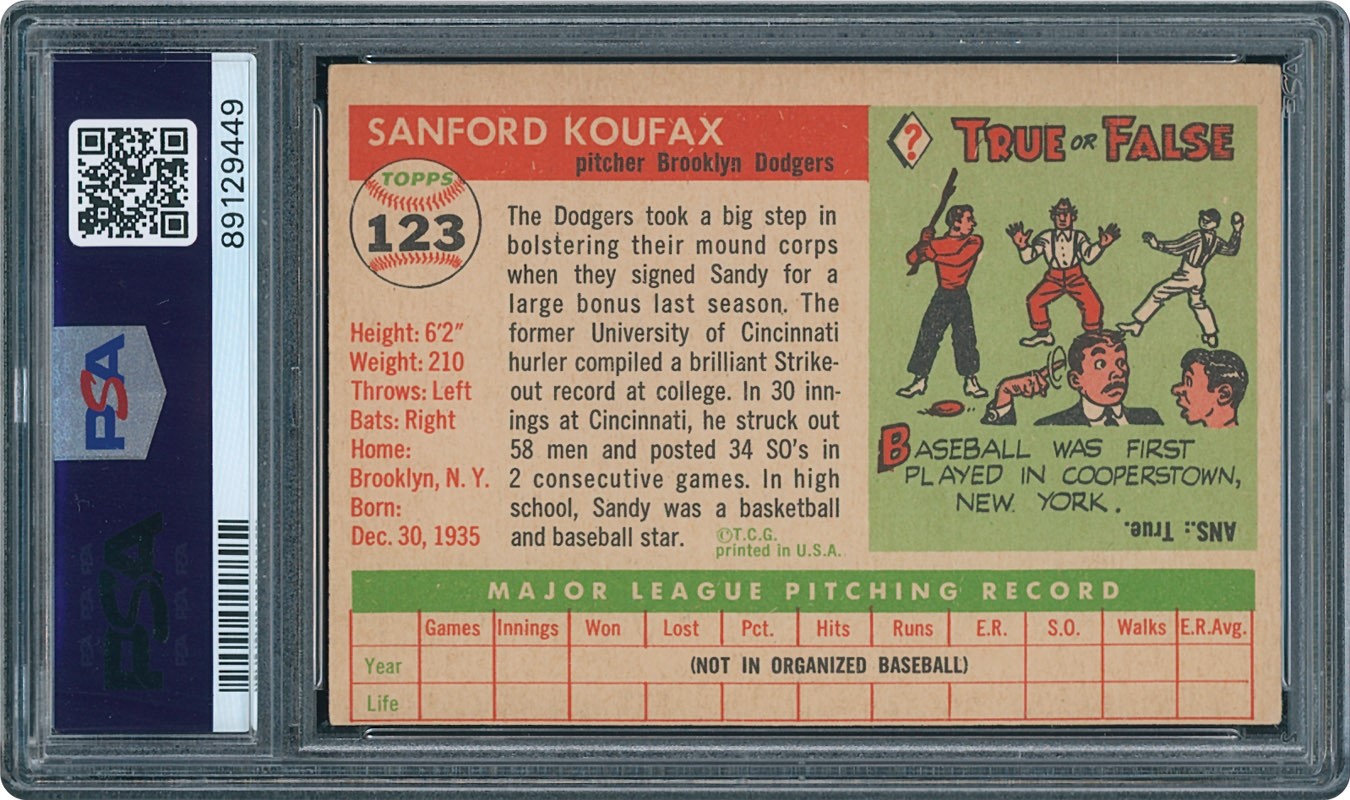 89129449
PSA
PSA
SANFORD KOUFAX
pitcher Brooklyn Dodgers
TOPPS
123
Height: 6'2"
Weight: 210
Throws: Left
Bats: Right
Home:
Brooklyn, N. Y.
Born:
Dec. 30, 1935
The Dodgers took a big step in
bolstering their mound corps
when they signed Sandy for a
large bonus last season. The
former University of Cincinnati
hurler compiled a brilliant Strike-
out record at college. In 30 inn-
ings at Cincinnati, he struck out
58 men and posted 34 SO's in
2 consecutive games. In high
school, Sandy was a basketball
and baseball star.
©T.C.G.
printed in U.S.A.
?
TRUE OR FALSE
BASEBALL WAS FIRST
PLAYED IN COOPERSTOWN,
NEW YORK.
ANS.: True.
MAJOR LEAGUE PITCHING RECORD
Games Innings Won Lost Pct. Hits Runs E.R. S.O. Walks E.R.Avg.
Year (NOT IN ORGANIZED BASEBALL)
Life